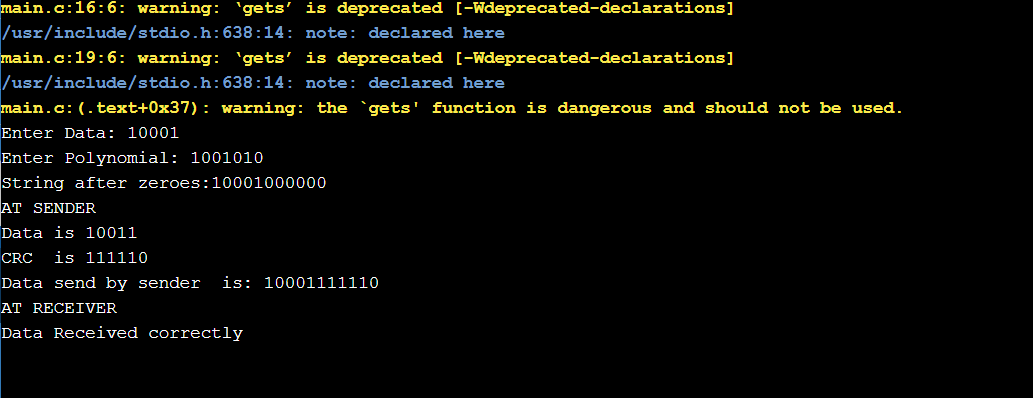 main.c:16:6: warning: ‘gets’ is deprecated [-Wdeprecated-declarations]
/usr/include/stdio.h:638:14: note: declared here
main.c:19:6: warning: ‘gets’ is deprecated [-Wdeprecated-declarations]
/usr/include/stdio.h:638:14: note: declared here
main.c:(.text+0x37): warning: the `gets' function is dangerous and should not be used.
Enter Data: 10001
Enter Polynomial: 1001010
String after zeroes:10001000000
AT SENDER
Data is 10011
CRC  is 111110
Data send by sender  is: 10001111110
AT RECEIVER
Data Received correctly